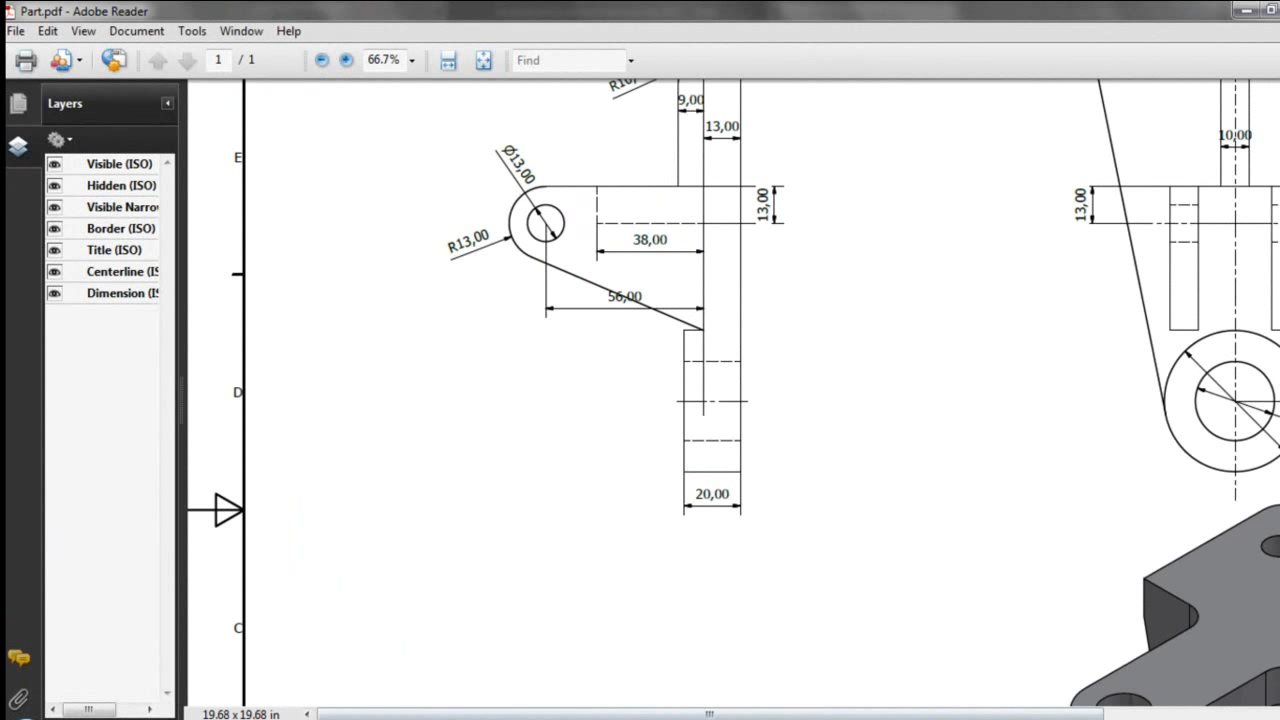 Part.pdf - Adobe Reader
File Edit View Document Tools Window Help
1 / 1 66.7% Find
Layers
Visible (ISO)
Hidden (ISO)
Visible Narro
Border (ISO)
Title (ISO)
Centerline (IS
Dimension (IS
E
D
C
9,00
13,00
Ø13,00
R13,00
38,00
56,00
13,00
20,00
10,00
13,00
19.68 x 19.68 in